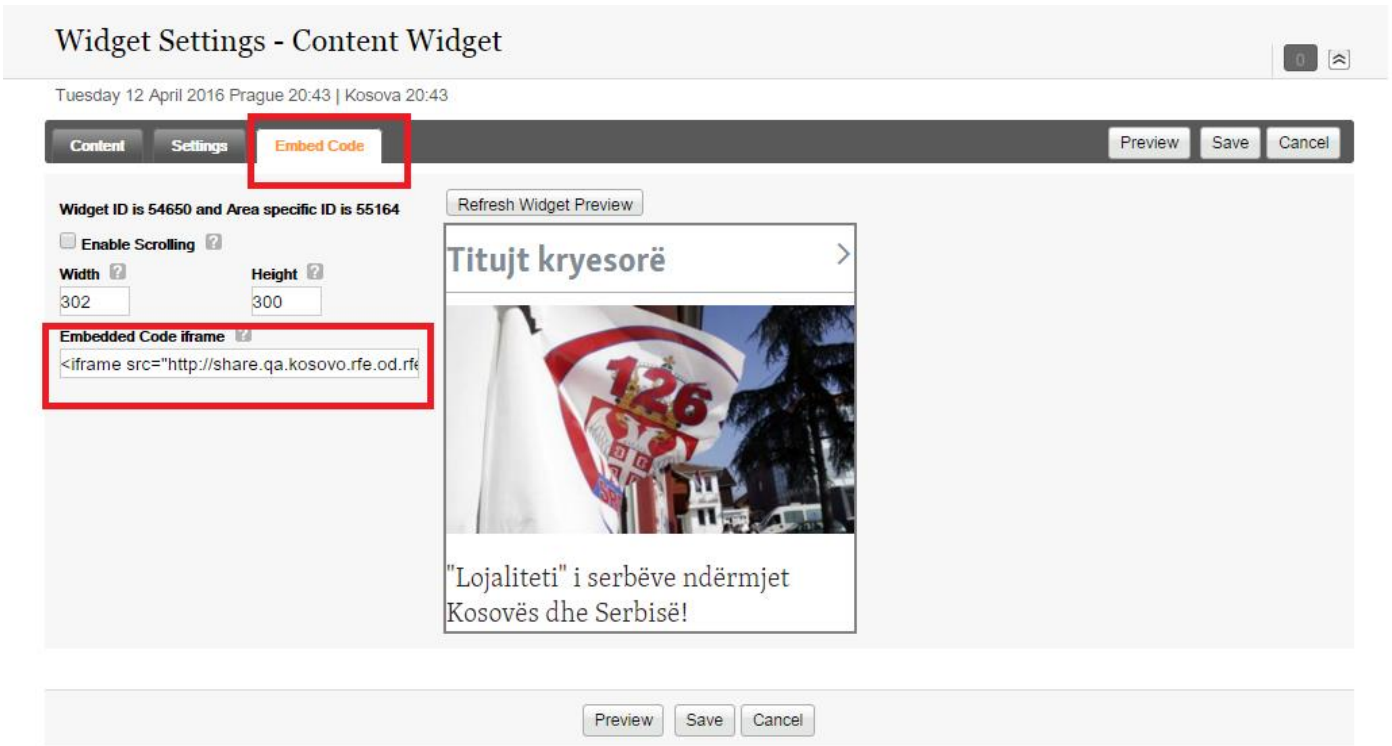 Widget Settings - Content Widget
0
Tuesday 12 April 2016 Prague 20:43 | Kosova 20:43
Content Settings Embed Code Preview Save Cancel
Widget ID is 54650 and Area specific ID is 55164
Refresh Widget Preview
Enable Scrolling ?
Width ? Height ?
302 300
Embedded Code iframe ?
<iframe src="http://share.qa.kosovo.rfe.od.rfe
Titujt kryesorë
126
"Lojaliteti" i serbëve ndërmjet
Kosovës dhe Serbisë!
Preview Save Cancel